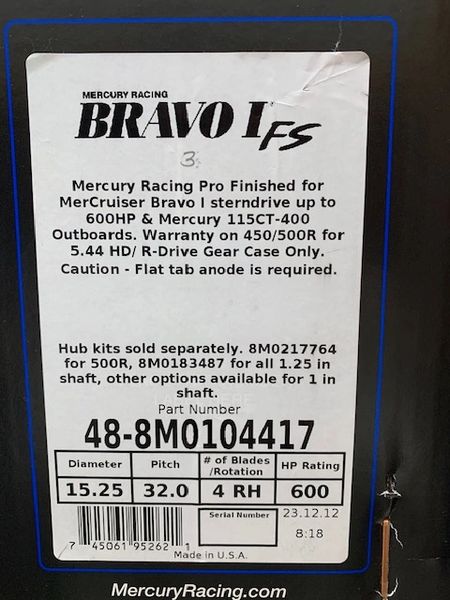 MERCURY RACING
BRAVO I FS
3
Mercury Racing Pro Finished for
MerCruiser Bravo I sterndrive up to
600HP & Mercury 115CT-400
Outboards. Warranty on 450/500R for
5.44 HD/ R-Drive Gear Case Only.
Caution - Flat tab anode is required.
Hub kits sold separately. 8M0217764
for 500R, 8M0183487 for all 1.25 in
shaft, other options available for 1 in
shaft.
Part Number
48-8M0104417
Diameter Pitch # of Blades /Rotation HP Rating
15.25 32.0 4 RH 600
Serial Number 23.12.12
8:18
7 45061 95262 1
Made in U.S.A.
MercuryRacing.com